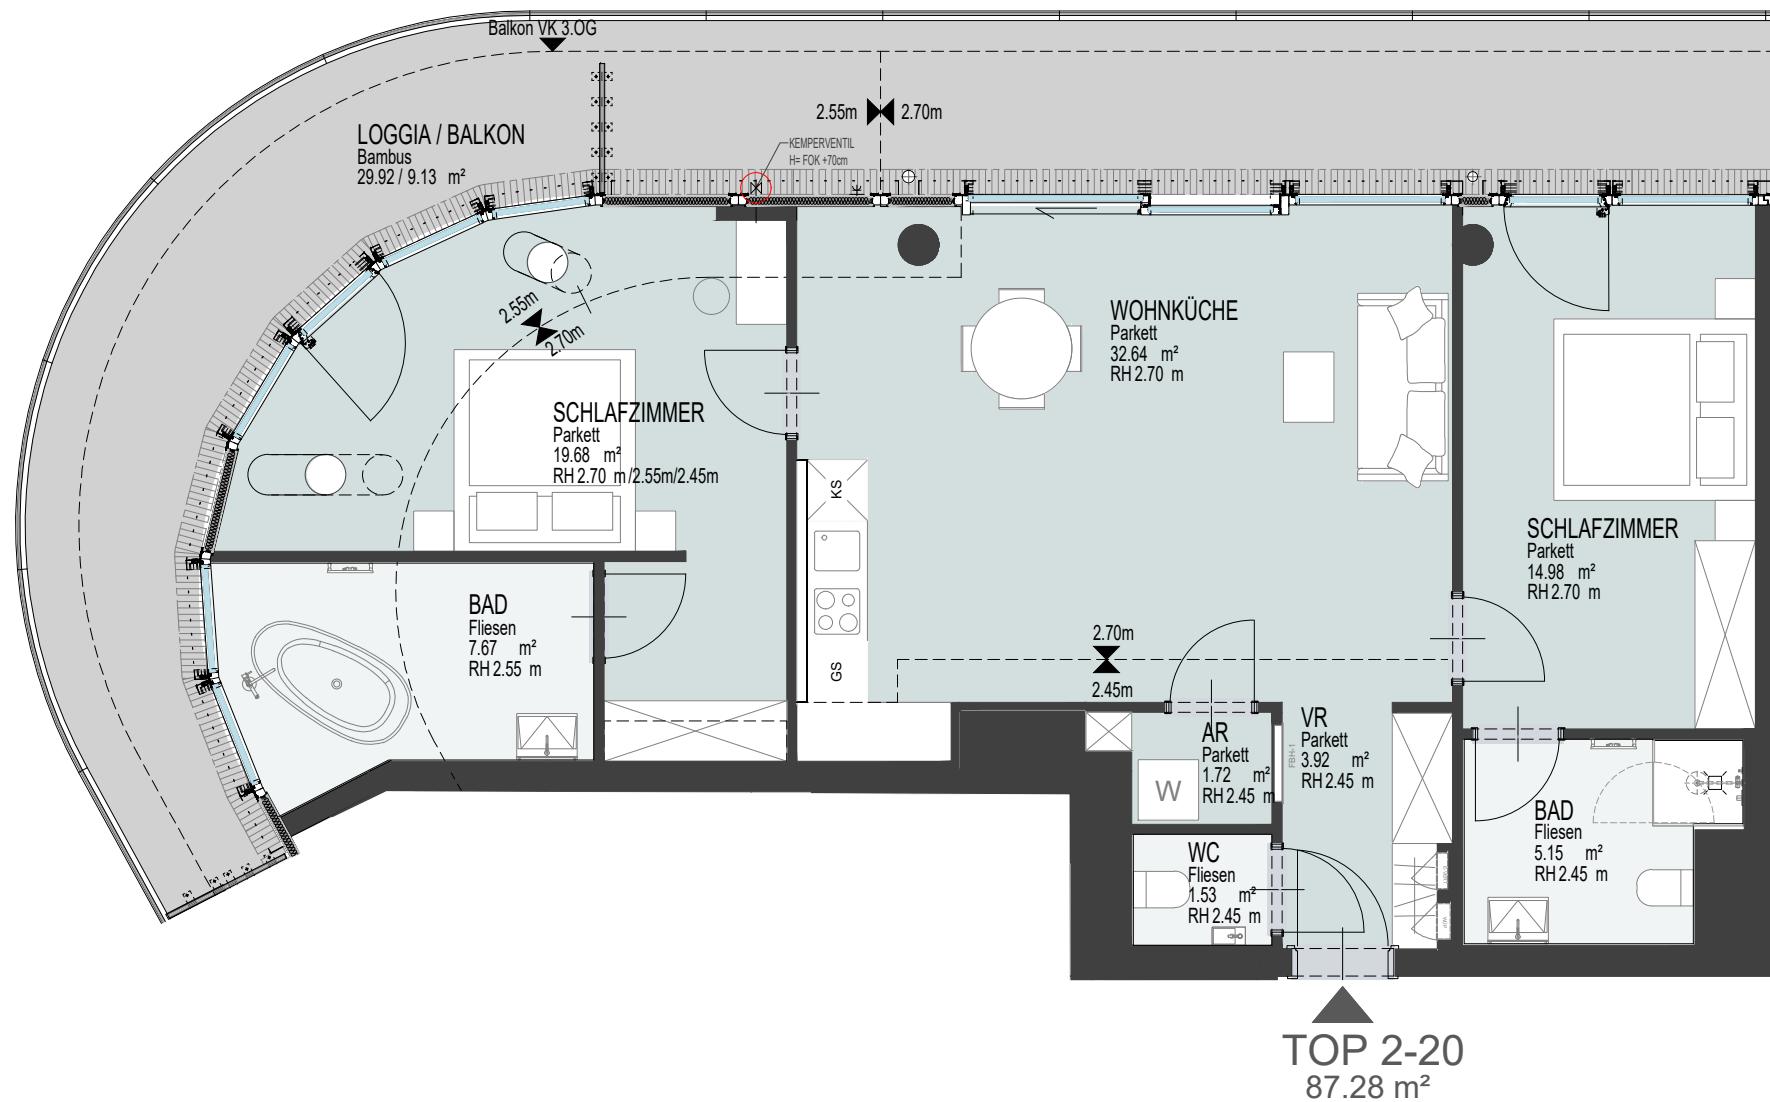 Balkon VK 3.OG
2.55m
2.70m
LOGGIA / BALKON
Bambus
29.92 / 9.13 m²
KEMPERVENTIL
H= FOK +70cm
2.55m
2.70m
WOHNKÜCHE
Parkett
32.64 m²
RH 2.70 m
SCHLAFZIMMER
Parkett
19.68 m²
RH 2.70 m/2.55m/2.45m
KS
GS
SCHLAFZIMMER
Parkett
14.98 m²
RH 2.70 m
BAD
Fliesen
7.67 m²
RH 2.55 m
2.70m
2.45m
AR
Parkett
1.72 m²
RH 2.45 m
W
FBH-1
VR
Parkett
3.92 m²
RH 2.45 m
WC
Fliesen
1.53 m²
RH 2.45 m
BAD
Fliesen
5.15 m²
RH 2.45 m
TOP 2-20
87.28 m²